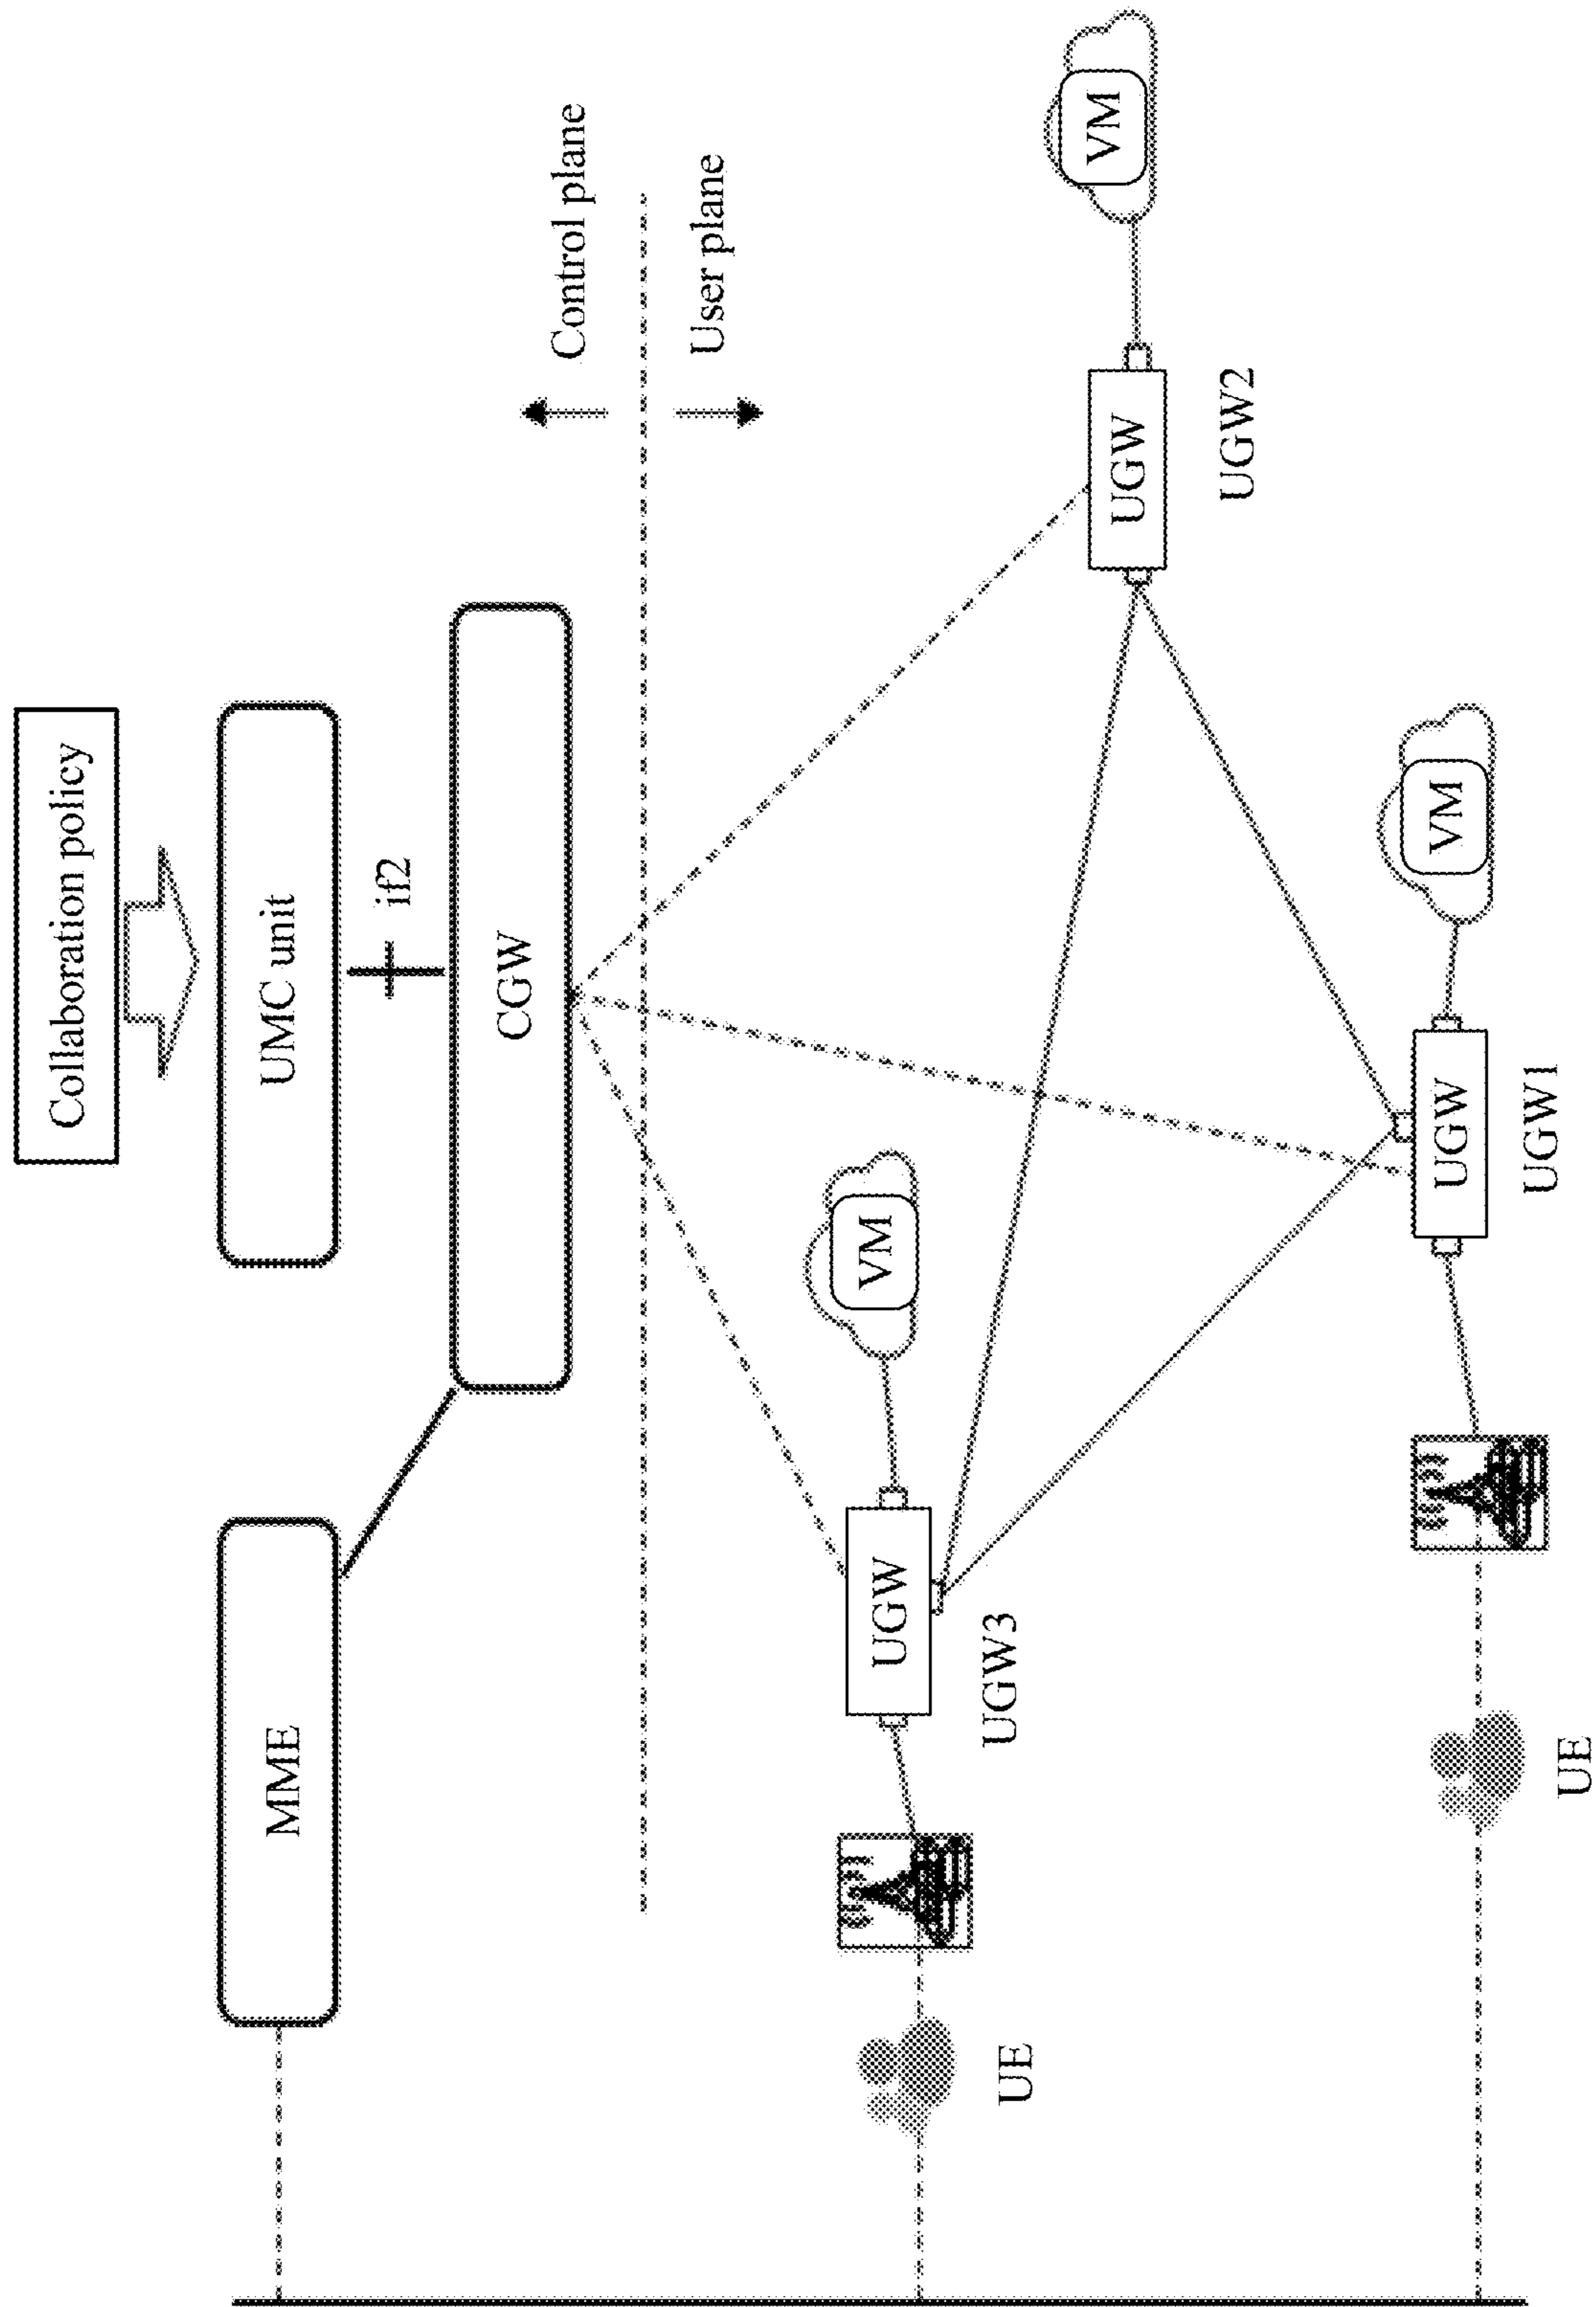 Collaboration policy
MME
UMC unit
if2
CGW
Control plane
User plane
VM
UGW
UGW3
UE
VM
UGW
UGW2
VM
UGW
UGW1
UE